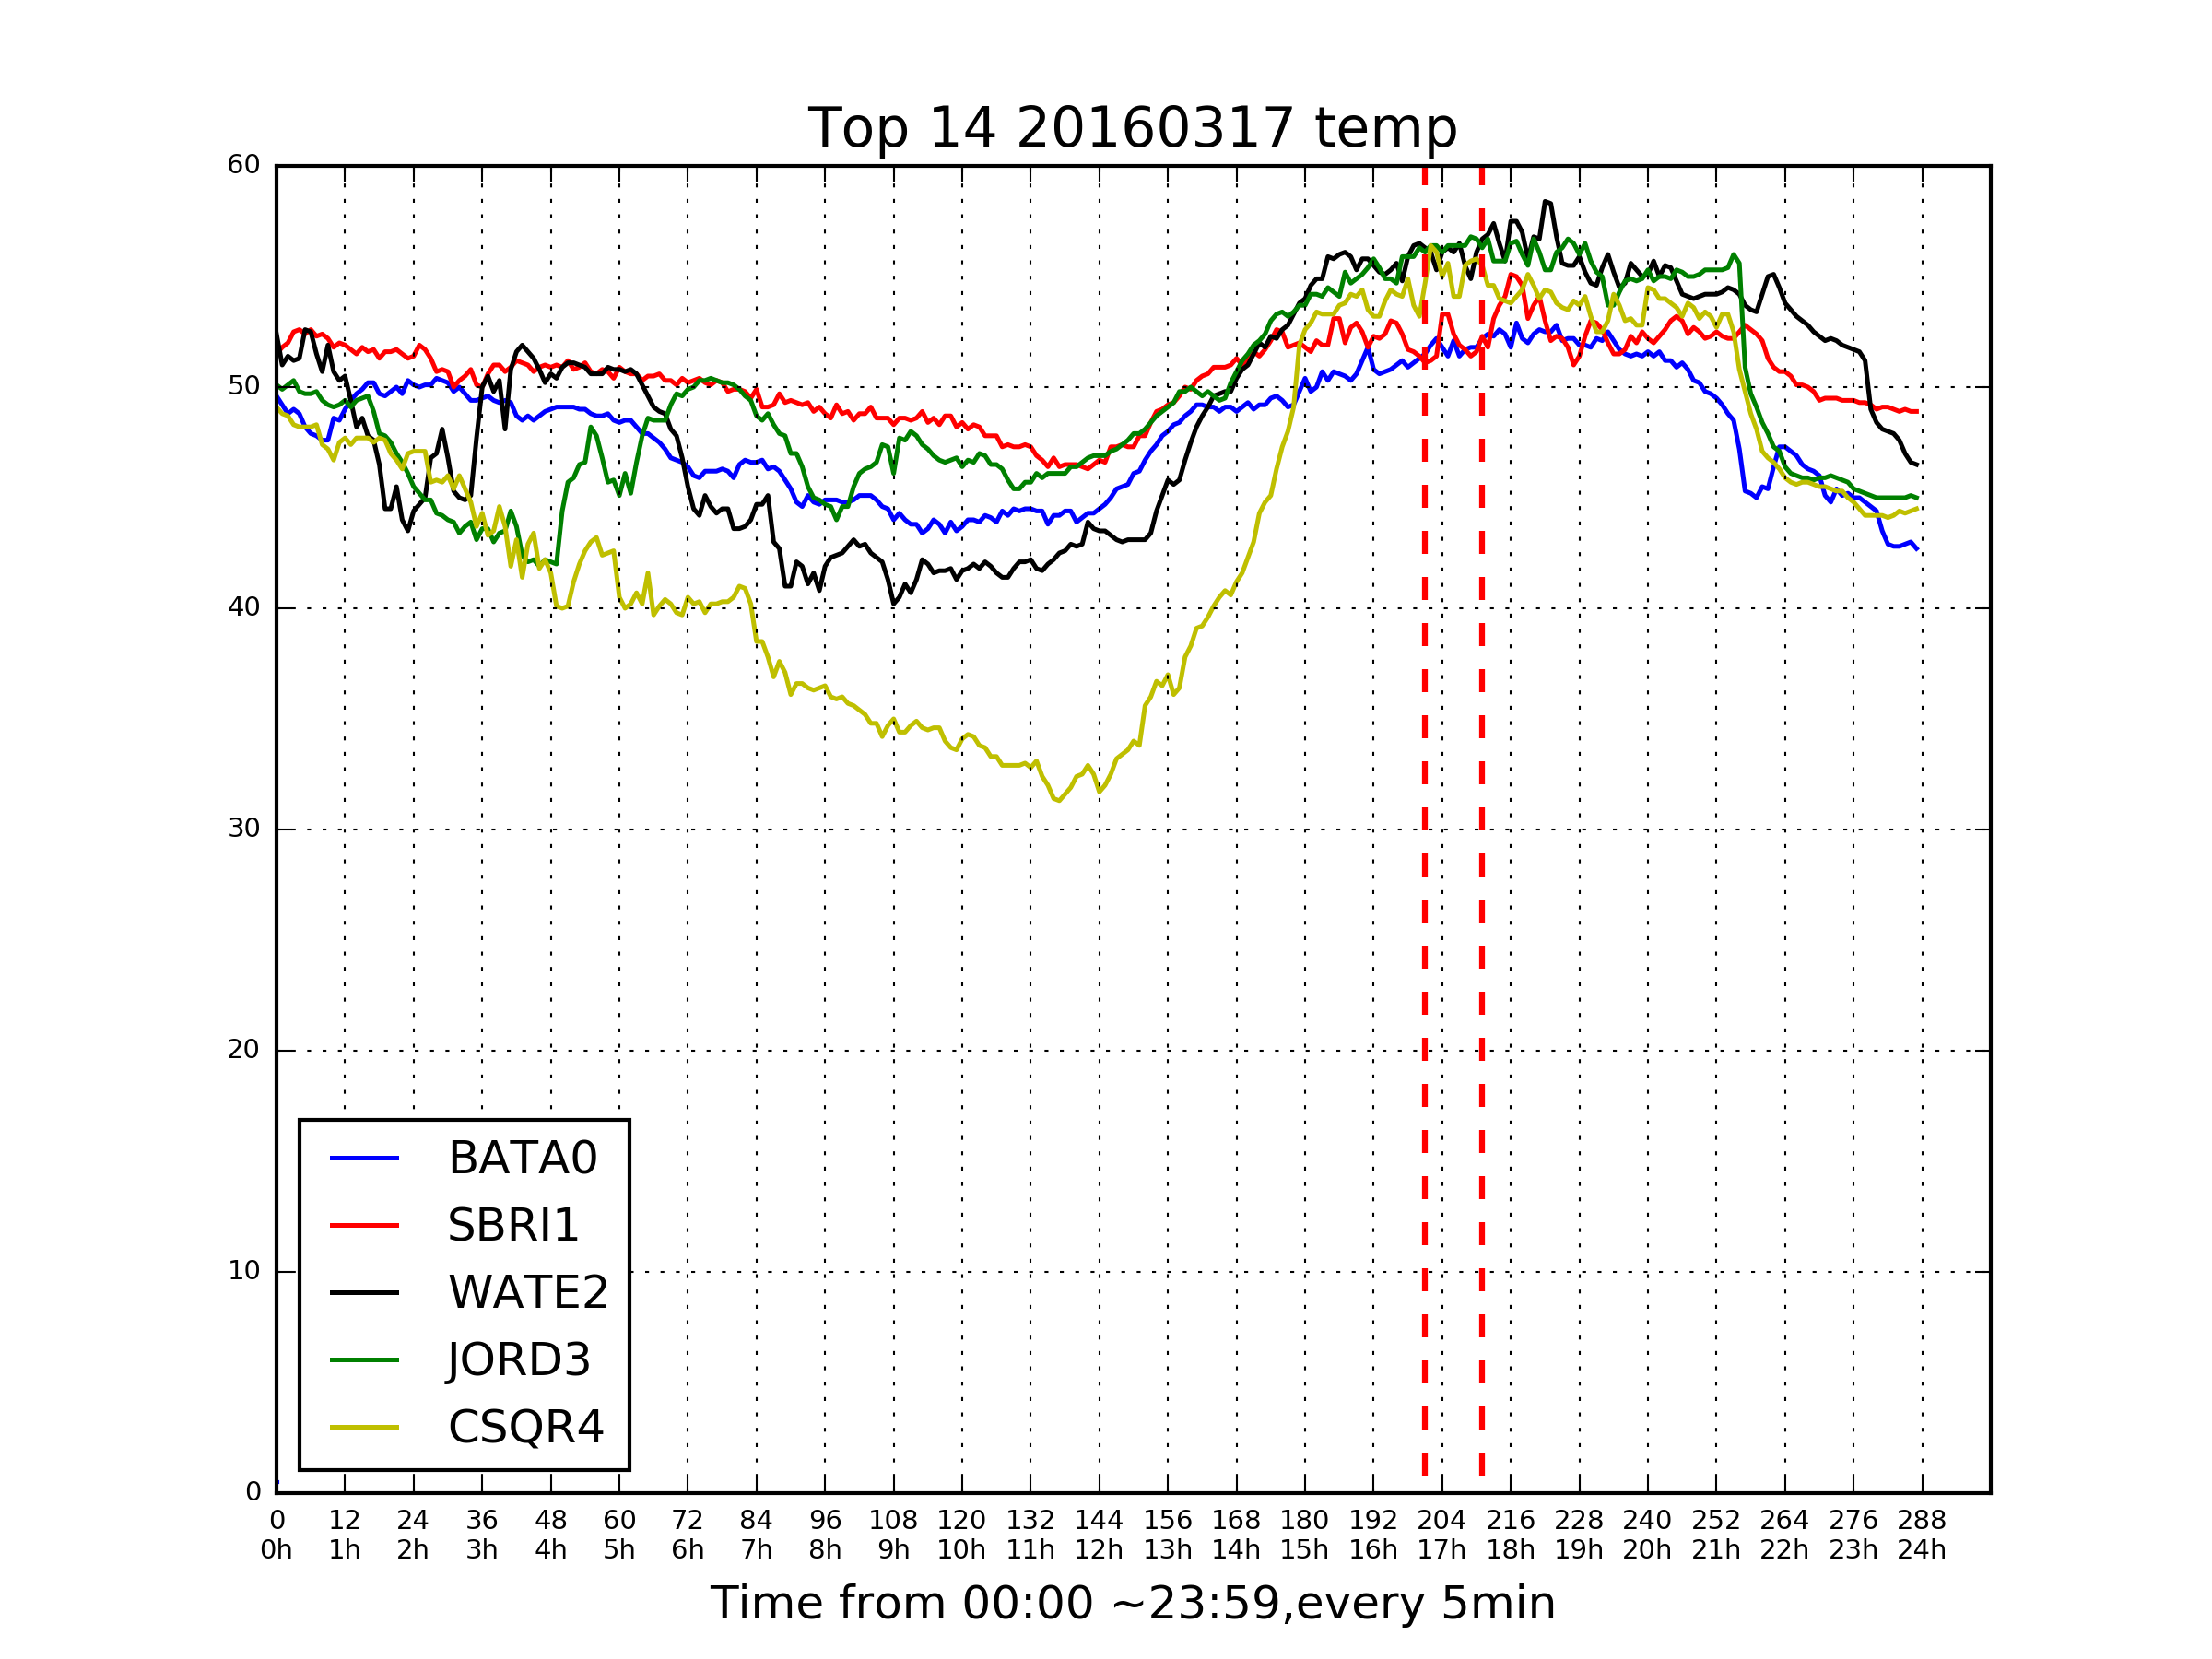 Top 14 20160317 temp
60
50
40
30
20
10
0
BATA0
SBRI1
WATE2
JORD3
CSQR4
0 12 24 36 48 60 72 84 96 108 120 132 144 156 168 180 192 204 216 228 240 252 264 276 288
0h 1h 2h 3h 4h 5h 6h 7h 8h 9h 10h 11h 12h 13h 14h 15h 16h 17h 18h 19h 20h 21h 22h 23h 24h
Time from 00:00 ~23:59,every 5min